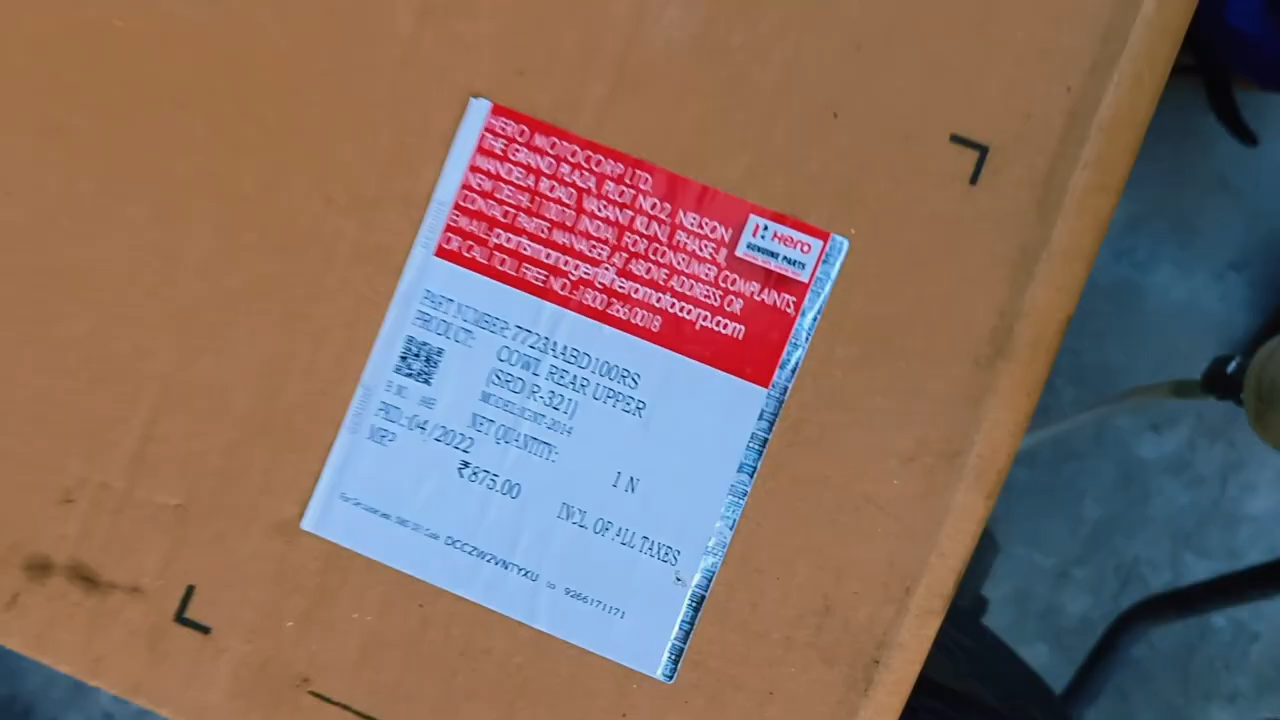 HERO MOTOCORP LTD.
THE GRAND PLAZA, PLOT NO.2, NELSON
MANDELA ROAD, VASANT KUNJ, PHASE-II,
NEW DELHI-110070 (INDIA). FOR CONSUMER COMPLAINTS,
CONTACT PARTS MANAGER AT ABOVE ADDRESS OR
EMAIL-partsmanager@heromotocorp.com
OR CALL TOLL FREE NO.:-1800 266 0018
Hero
GENUINE PARTS
PART NUMBER: 7723AABD100RS
PRODUCT: COWL REAR UPPER
(SRD R-321)
NET QUANTITY: 1 N
PKD.:04/2022
MRP ₹875.00 INCL. OF ALL TAXES
DCCZW2VNTYXU to 9266171171